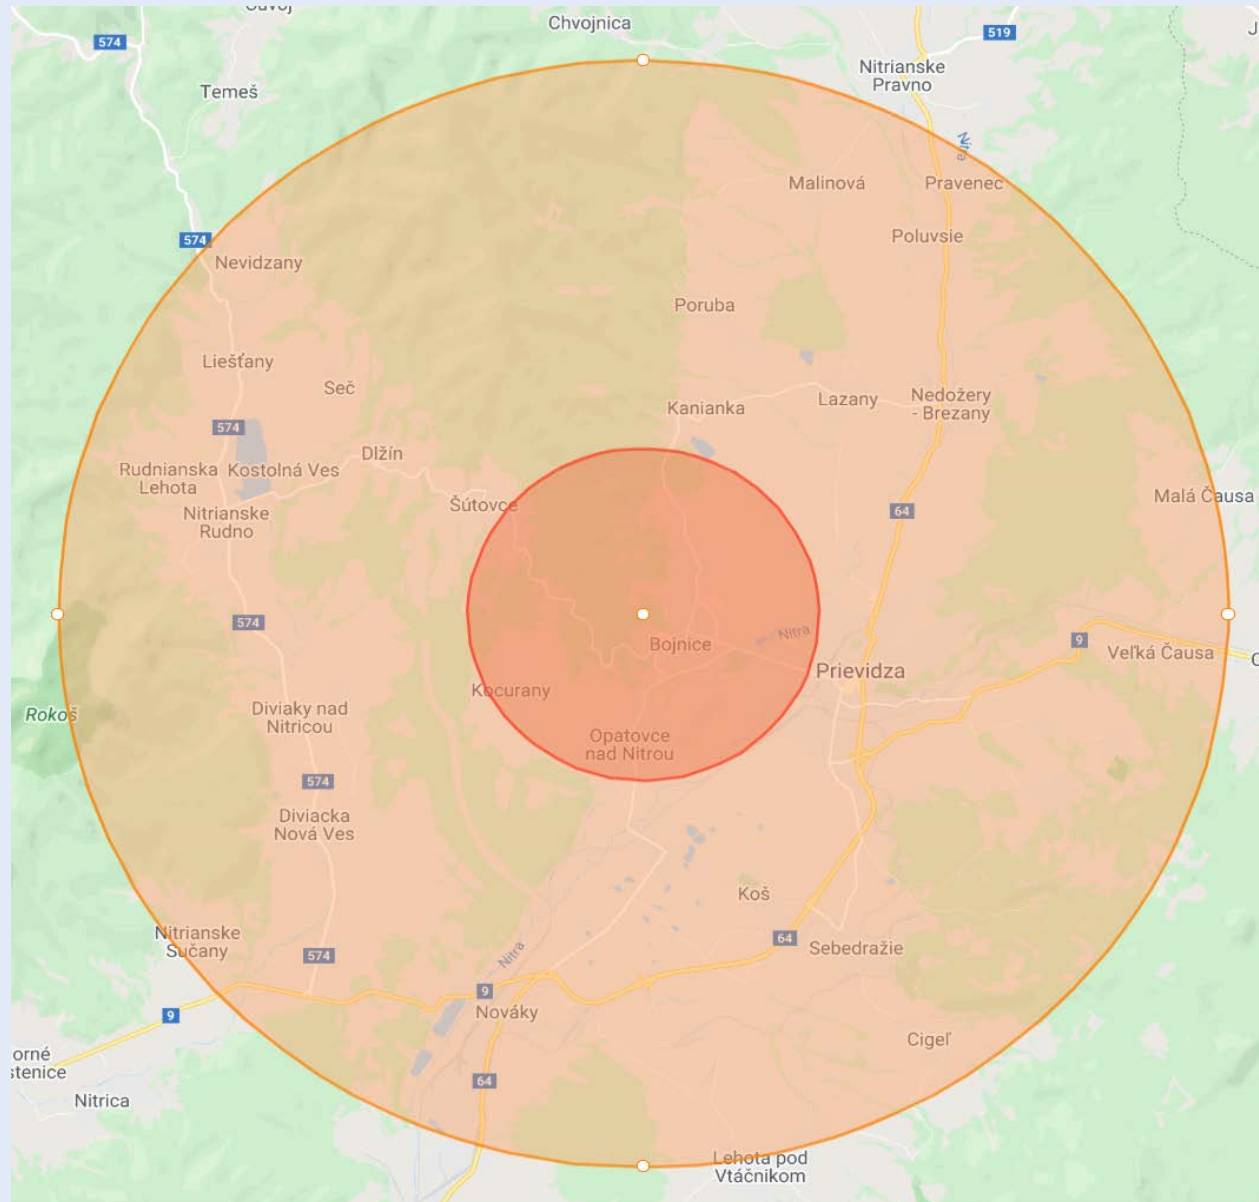 574
Chvojnica
519
Temeš
Nitrianske
Pravno
Nitra
Malinová
Pravenec
574
Poluvsie
Nevidzany
Poruba
Liešťany
Seč
Kanianka
Lazany
Nedožery
- Brezany
574
Dlžín
Rudnianska
Lehota
Kostolná Ves
Šútovce
Malá Čausa
Nitrianske
Rudno
64
574
Nitra
9
Bojnice
Veľká Čausa
Prievidza
Kocurany
Rokoš
Diviaky nad
Nitricou
Opatovce
nad Nitrou
574
Diviacka
Nová Ves
Koš
Nitrianske
Sučany
64
Sebedražie
574
Nitra
9
Nováky
9
Cigeľ
orné
stenice
64
Nitrica
Lehota pod
Vtáčnikom